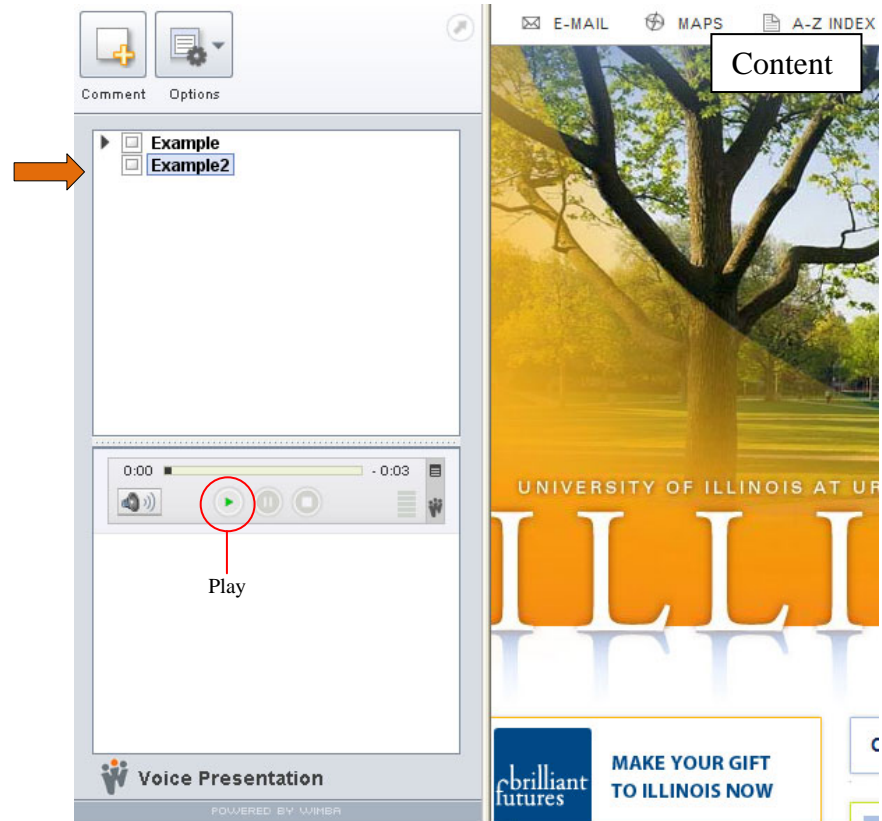 Comment Options
Example
Example2
0:00 - 0:03
Play
Voice Presentation
POWERED BY WIMBA
E-MAIL MAPS A-Z INDEX
Content
UNIVERSITY OF ILLINOIS AT UR
ILLI
brilliant
futures
MAKE YOUR GIFT
TO ILLINOIS NOW